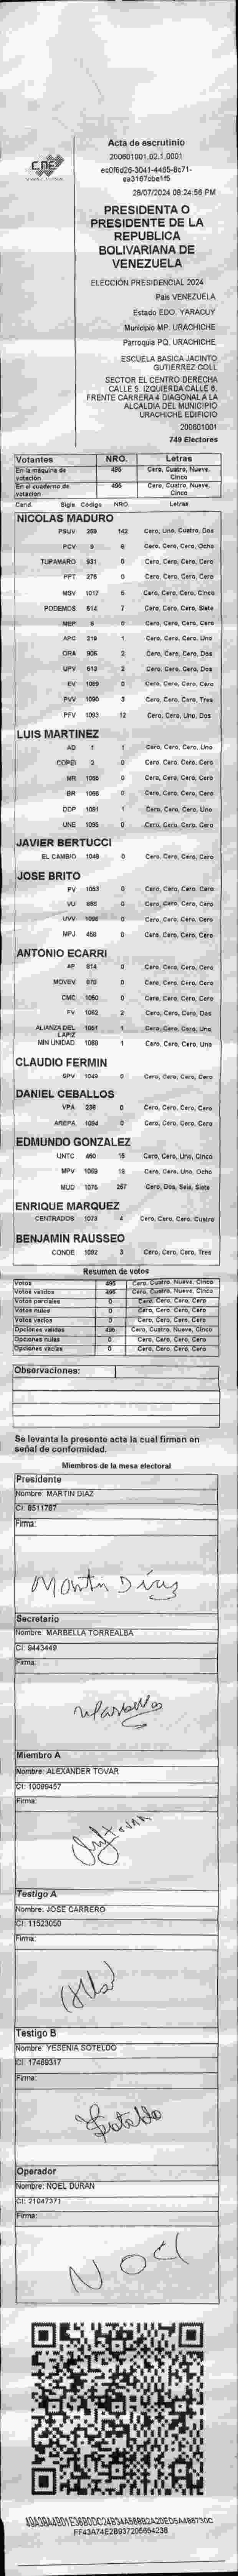 CNE
Acta de escrutinio
200601001.02.1.0001
ec0f6d26-3041-4465-8c71-
ea3167cbe1f5
28/07/2024 08:24:56 PM
PRESIDENTA O
PRESIDENTE DE LA
REPUBLICA
BOLIVARIANA DE
VENEZUELA
ELECCIÓN PRESIDENCIAL 2024
País VENEZUELA
Estado EDO. YARACUY
Municipio MP. URACHICHE
Parroquia PQ. URACHICHE
ESCUELA BASICA JACINTO
GUTIERREZ COLL
SECTOR EL CENTRO DERECHA
CALLE 5. IZQUIERDA CALLE 6.
FRENTE CARRERA 4 DIAGONAL A LA
ALCALDIA DEL MUNICIPIO
URACHICHE EDIFICIO
200601001
749 Electores
Votantes NRO. Letras
En la máquina de votación 495 Cero, Cuatro, Nueve, Cinco
En el cuaderno de votación 495 Cero, Cuatro, Nueve, Cinco
Cand. Sigla Código NRO. Letras
NICOLAS MADURO
PSUV 269 142 Cero, Uno, Cuatro, Dos
PCV 9 8 Cero, Cero, Cero, Ocho
TUPAMARO 931 0 Cero, Cero, Cero, Cero
PPT 276 0 Cero, Cero, Cero, Cero
MSV 1017 5 Cero, Cero, Cero, Cinco
PODEMOS 614 7 Cero, Cero, Cero, Siete
MEP 6 0 Cero, Cero, Cero, Cero
APC 219 1 Cero, Cero, Cero, Uno
ORA 906 2 Cero, Cero, Cero, Dos
UPV 613 2 Cero, Cero, Cero, Dos
EV 1089 0 Cero, Cero, Cero, Cero
PVV 1090 3 Cero, Cero, Cero, Tres
PFV 1093 12 Cero, Cero, Uno, Dos
LUIS MARTINEZ
AD 1 1 Cero, Cero, Cero, Uno
COPEI 2 0 Cero, Cero, Cero, Cero
MR 1065 0 Cero, Cero, Cero, Cero
BR 1066 0 Cero, Cero, Cero, Cero
DDP 1091 1 Cero, Cero, Cero, Uno
UNE 1095 0 Cero, Cero, Cero, Cero
JAVIER BERTUCCI
EL CAMBIO 1048 0 Cero, Cero, Cero, Cero
JOSE BRITO
PV 1053 0 Cero, Cero, Cero, Cero
VU 0 Cero, Cero, Cero, Cero
UVV 1096 0 Cero, Cero, Cero, Cero
MPJ 456 0 Cero, Cero, Cero, Cero
ANTONIO ECARRI
AP 814 0 Cero, Cero, Cero, Cero
MOVEV 979 0 Cero, Cero, Cero, Cero
CMC 1050 0 Cero, Cero, Cero, Cero
FV 1062 2 Cero, Cero, Cero, Dos
ALIANZA DEL LAPIZ 1061 1 Cero, Cero, Cero, Uno
MIN UNIDAD 1068 1 Cero, Cero, Cero, Uno
CLAUDIO FERMIN
SPV 1049 0 Cero, Cero, Cero, Cero
DANIEL CEBALLOS
VPA 238 0 Cero, Cero, Cero, Cero
AREPA 1094 0 Cero, Cero, Cero, Cero
EDMUNDO GONZALEZ
UNTC 460 15 Cero, Cero, Uno, Cinco
MPV 1069 18 Cero, Cero, Uno, Ocho
MUD 1075 267 Cero, Dos, Seis, Siete
ENRIQUE MARQUEZ
CENTRADOS 1073 4 Cero, Cero, Cero, Cuatro
BENJAMIN RAUSSEO
CONDE 1092 3 Cero, Cero, Cero, Tres
Resumen de votos
Votos 495 Cero, Cuatro, Nueve, Cinco
Votos validos 495 Cero, Cuatro, Nueve, Cinco
Votos parciales 0 Cero, Cero, Cero, Cero
Votos nulos 0 Cero, Cero, Cero, Cero
Votos vacios 0 Cero, Cero, Cero, Cero
Opciones validas 495 Cero, Cuatro, Nueve, Cinco
Opciones nulas 0 Cero, Cero, Cero, Cero
Opciones vacias 0 Cero, Cero, Cero, Cero
Observaciones:
Se levanta la presente acta la cual firman en
señal de conformidad.
Miembros de la mesa electoral
Presidente
Nombre: MARTIN DIAZ
CI: 8511787
Firma:
Martin Díaz
Secretario
Nombre: MARBELLA TORREALBA
CI: 9443449
Firma:
Marbella
Miembro A
Nombre: ALEXANDER TOVAR
CI: 10099457
Firma:
Testigo A
Nombre: JOSE CARRERO
CI: 11523050
Firma:
Testigo B
Nombre: YESENIA SOTELDO
CI: 17469317
Firma:
Soteldo
Operador
Nombre: NOEL DURAN
CI: 21047371
Firma:
Noel
FF43A74E2B937205654238